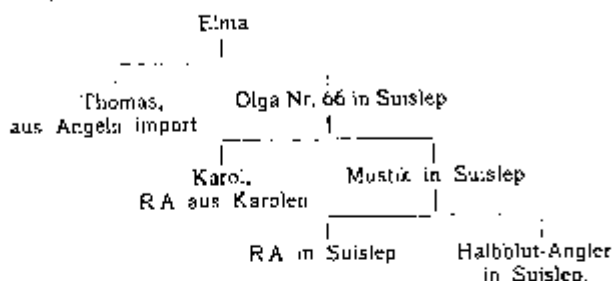 Elma
Thomas,
aus Angeln import
Olga Nr. 66 in Suislep
Karol,
RA aus Karolen
Mustik in Suislep
RA in Suislep
Halbblut-Angler
in Suislep.